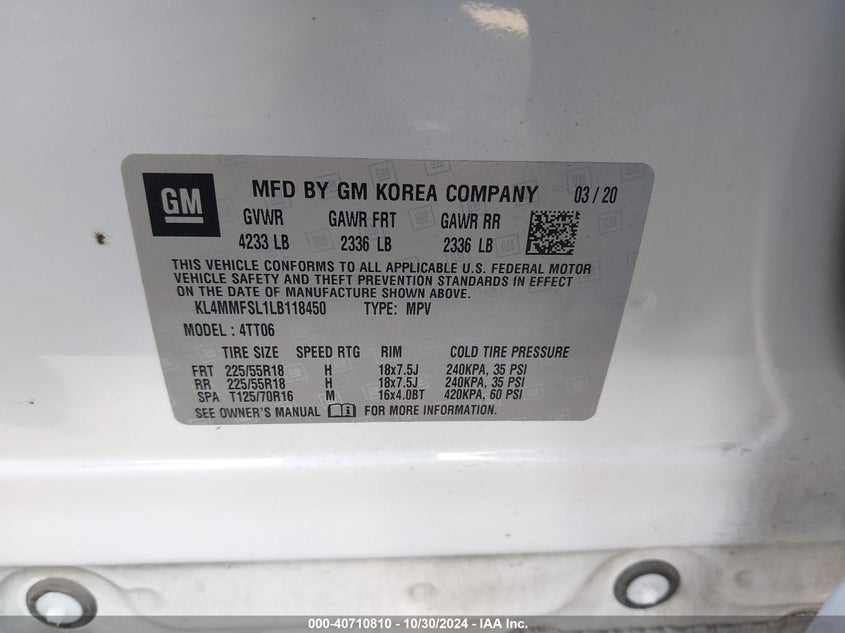 GM MFD BY GM KOREA COMPANY 03/20
GVWR GAWR FRT GAWR RR
4233 LB 2336 LB 2336 LB
THIS VEHICLE CONFORMS TO ALL APPLICABLE U.S. FEDERAL MOTOR
VEHICLE SAFETY AND THEFT PREVENTION STANDARDS IN EFFECT
ON THE DATE OF MANUFACTURE SHOWN ABOVE.
KL4MMFSL1LB118450 TYPE: MPV
MODEL: 4TT06
TIRE SIZE SPEED RTG RIM COLD TIRE PRESSURE
FRT 225/55R18 H 18x7.5J 240KPA, 35 PSI
RR 225/55R18 H 18x7.5J 240KPA, 35 PSI
SPA T125/70R16 M 16x4.0BT 420KPA, 60 PSI
SEE OWNER'S MANUAL FOR MORE INFORMATION.
000-40710810 - 10/30/2024 - IAA Inc.